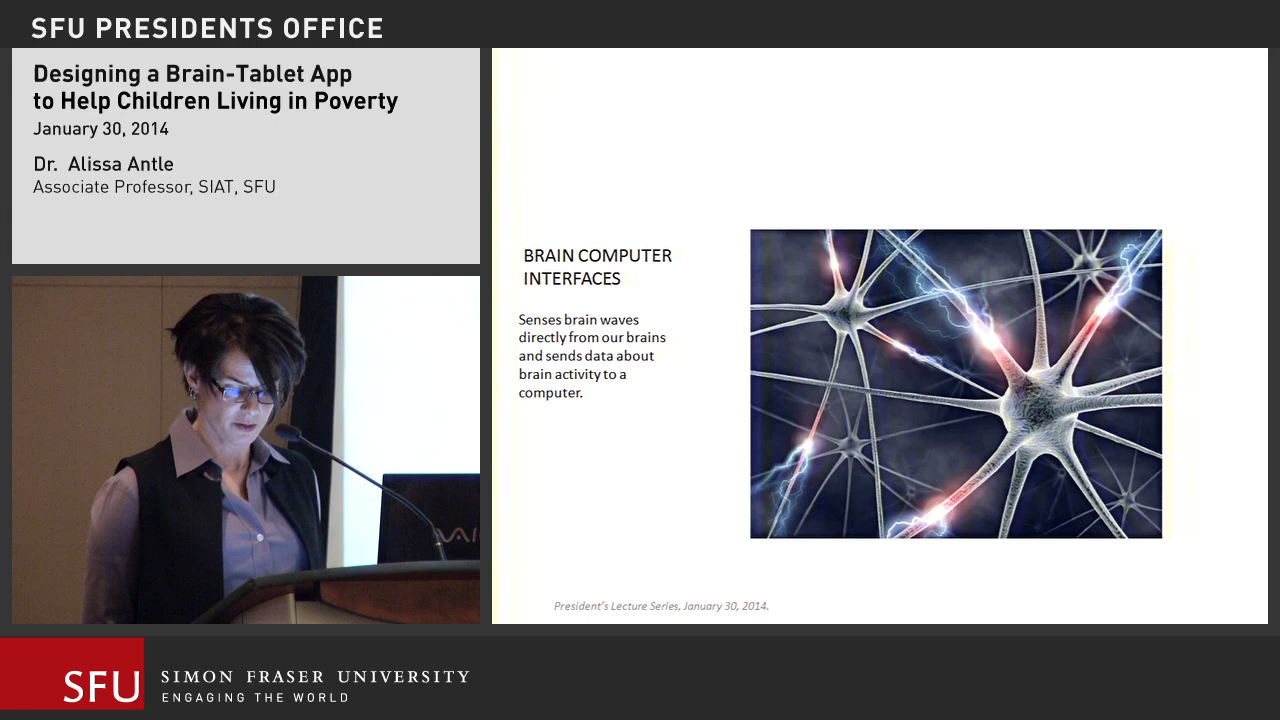 SFU PRESIDENTS OFFICE
Designing a Brain-Tablet App
to Help Children Living in Poverty
January 30, 2014
Dr. Alissa Antle
Associate Professor, SIAT, SFU
BRAIN COMPUTER
INTERFACES
Senses brain waves
directly from our brains
and sends data about
brain activity to a
computer.
President's Lecture Series, January 30, 2014.
VAIO
SFU
SIMON FRASER UNIVERSITY
ENGAGING THE WORLD